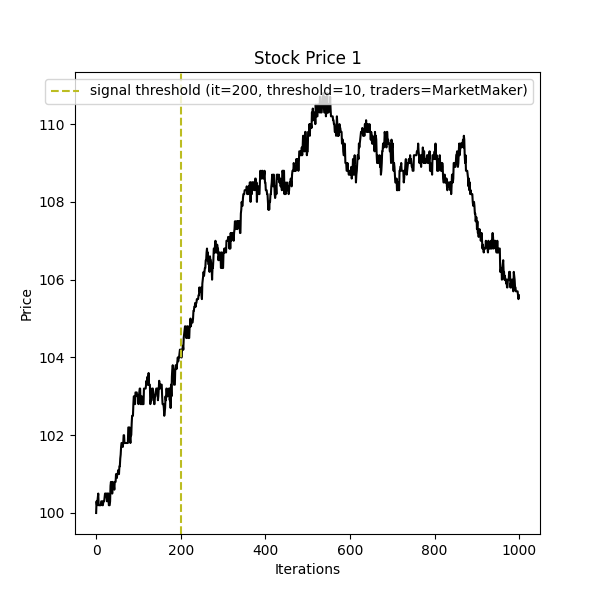 Stock Price 1
signal threshold (it=200, threshold=10, traders=MarketMaker)
110
108
106
104
102
100
Price
0 200 400 600 800 1000
Iterations